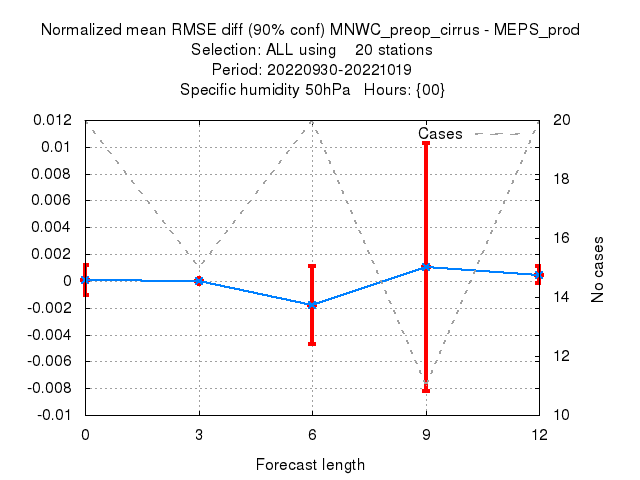 Normalized mean RMSE diff (90% conf) MNWC_preop_cirrus - MEPS_prod
Selection: ALL using    20 stations
Period: 20220930-20221019
Specific humidity 50hPa   Hours: {00}
Cases
0.012
0.01
0.008
0.006
0.004
0.002
0
-0.002
-0.004
-0.006
-0.008
-0.01
20
18
16
14
12
10
No cases
0 3 6 9 12
Forecast length